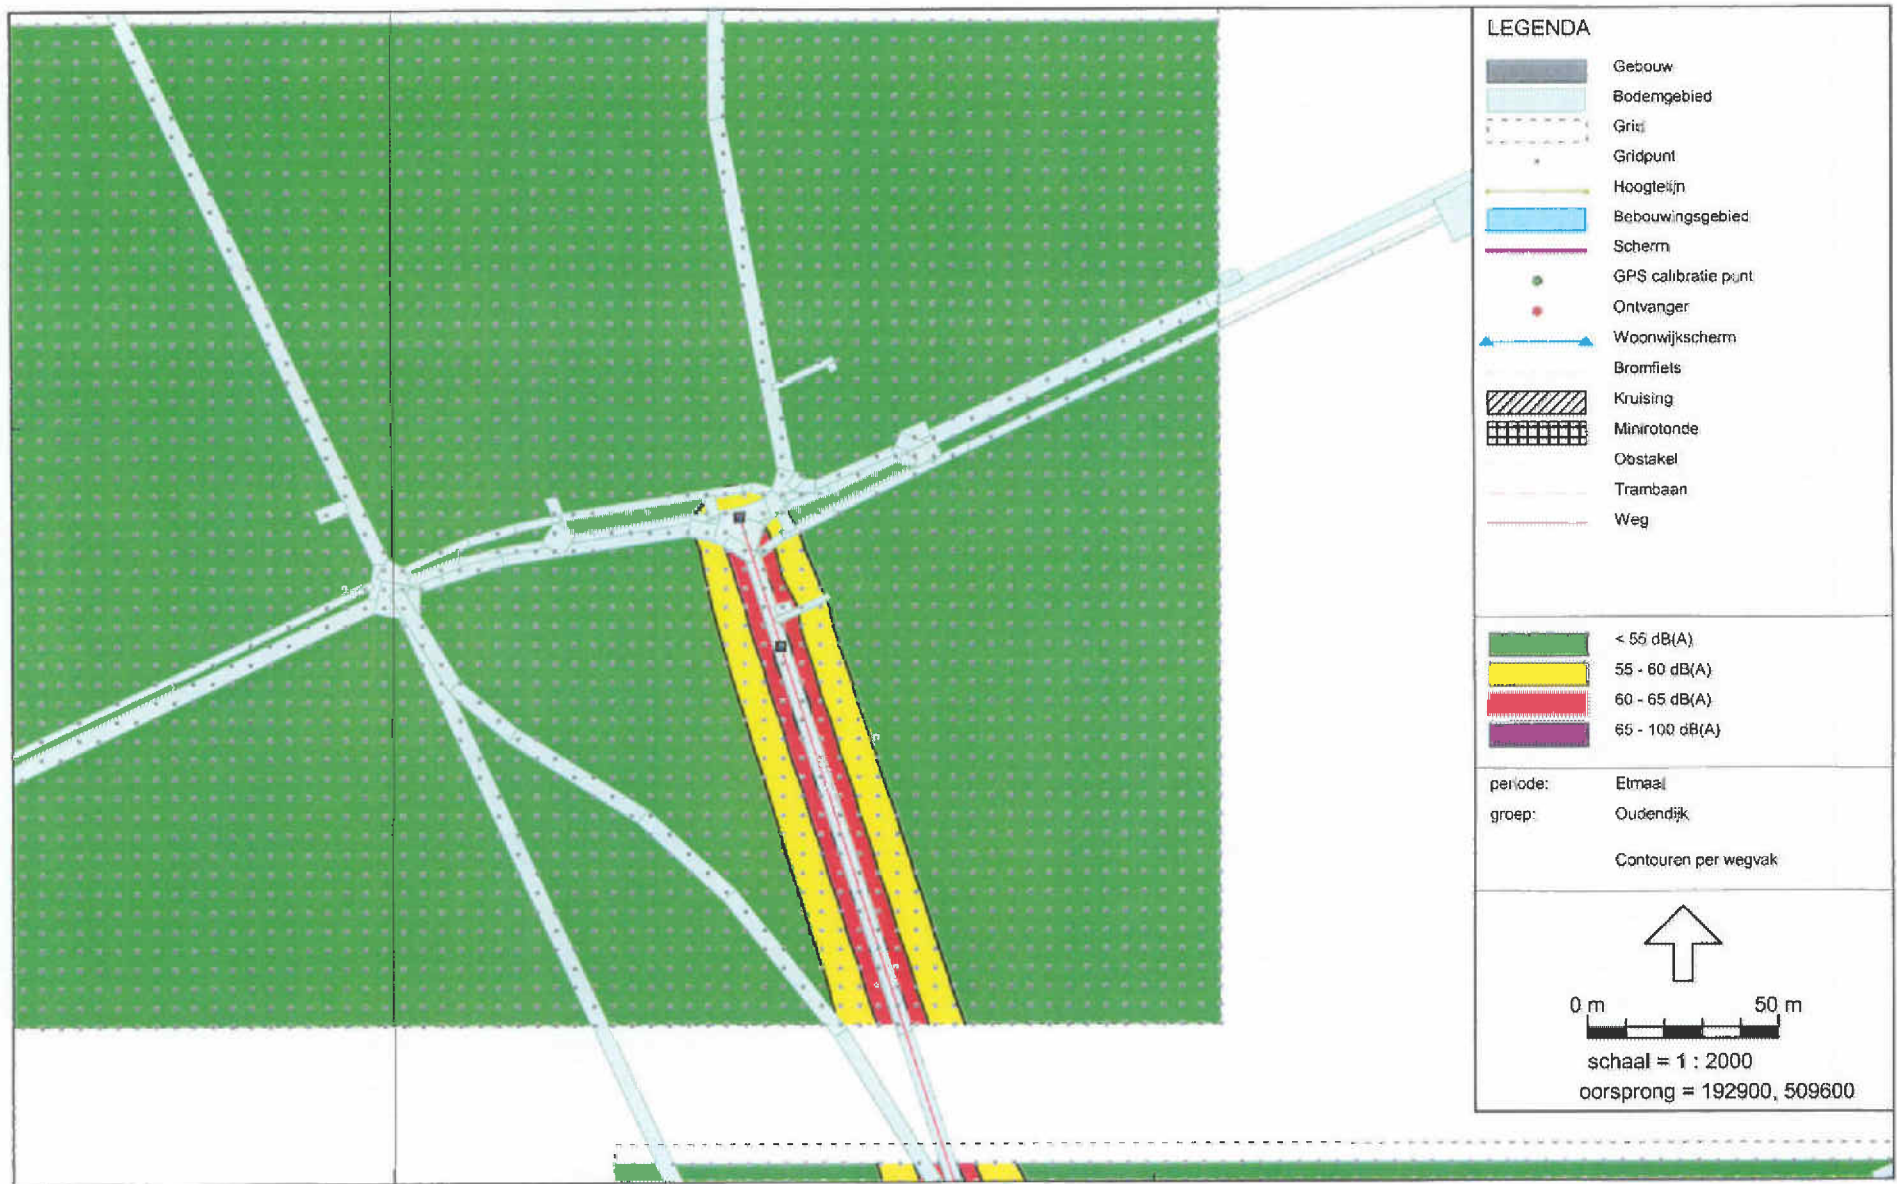 LEGENDA
Gebouw
Bodemgebied
Grid
Gridpunt
Hoogtelijn
Bebouwingsgebied
Scherm
GPS calibratie punt
Ontvanger
Woonwijkscherm
Bromfiets
Kruising
Minirotonde
Obstakel
Trambaan
Weg
< 55 dB(A)
55 - 60 dB(A)
60 - 65 dB(A)
65 - 100 dB(A)
periode: Etmaal
groep: Oudendijk
Contouren per wegvak
0 m 50 m
schaal = 1 : 2000
oorsprong = 192900, 509600